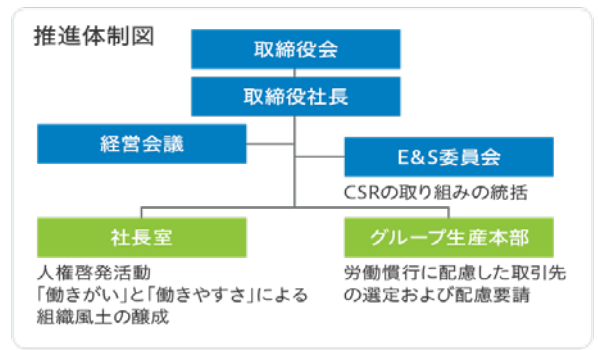 推進体制図
取締役会
取締役社長
経営会議
E&S委員会
CSRの取り組みの統括
社長室
人権啓発活動
「働きがい」と「働きやすさ」による
組織風土の醸成
グループ生産本部
労働慣行に配慮した取引先
の選定および配慮要請